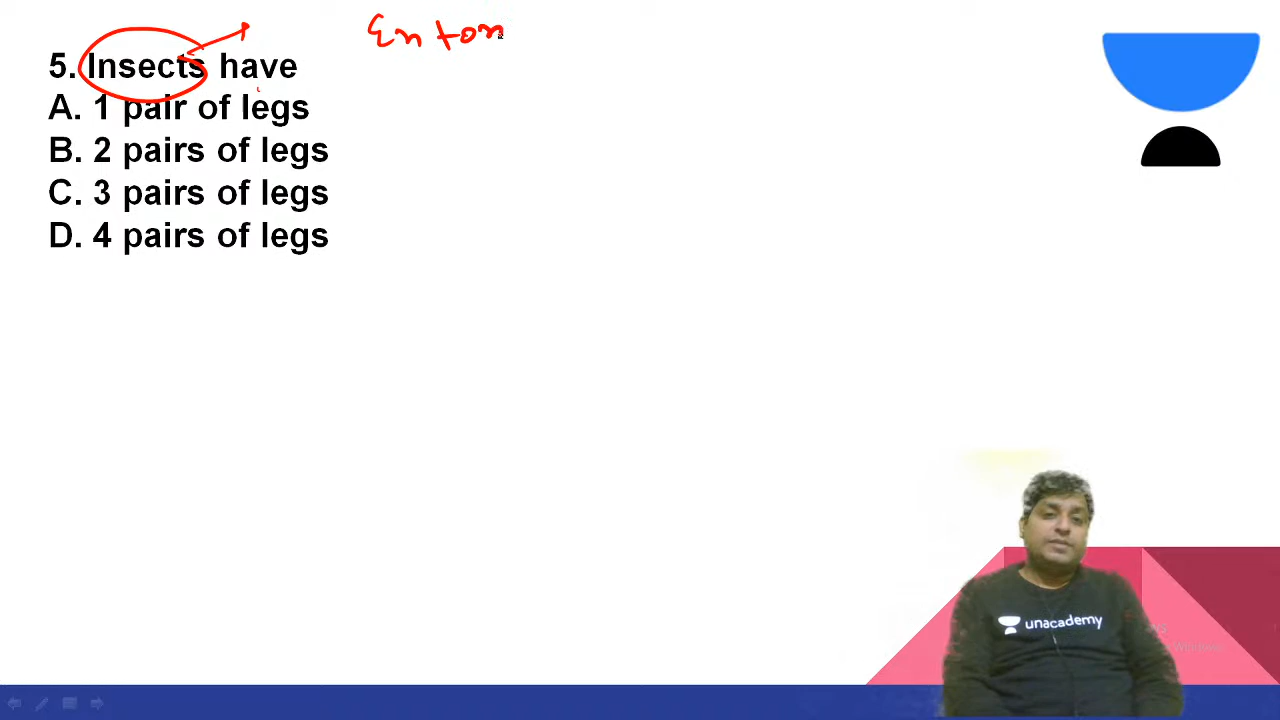 Entom
5. Insects have
A. 1 pair of legs
B. 2 pairs of legs
C. 3 pairs of legs
D. 4 pairs of legs
unacademy